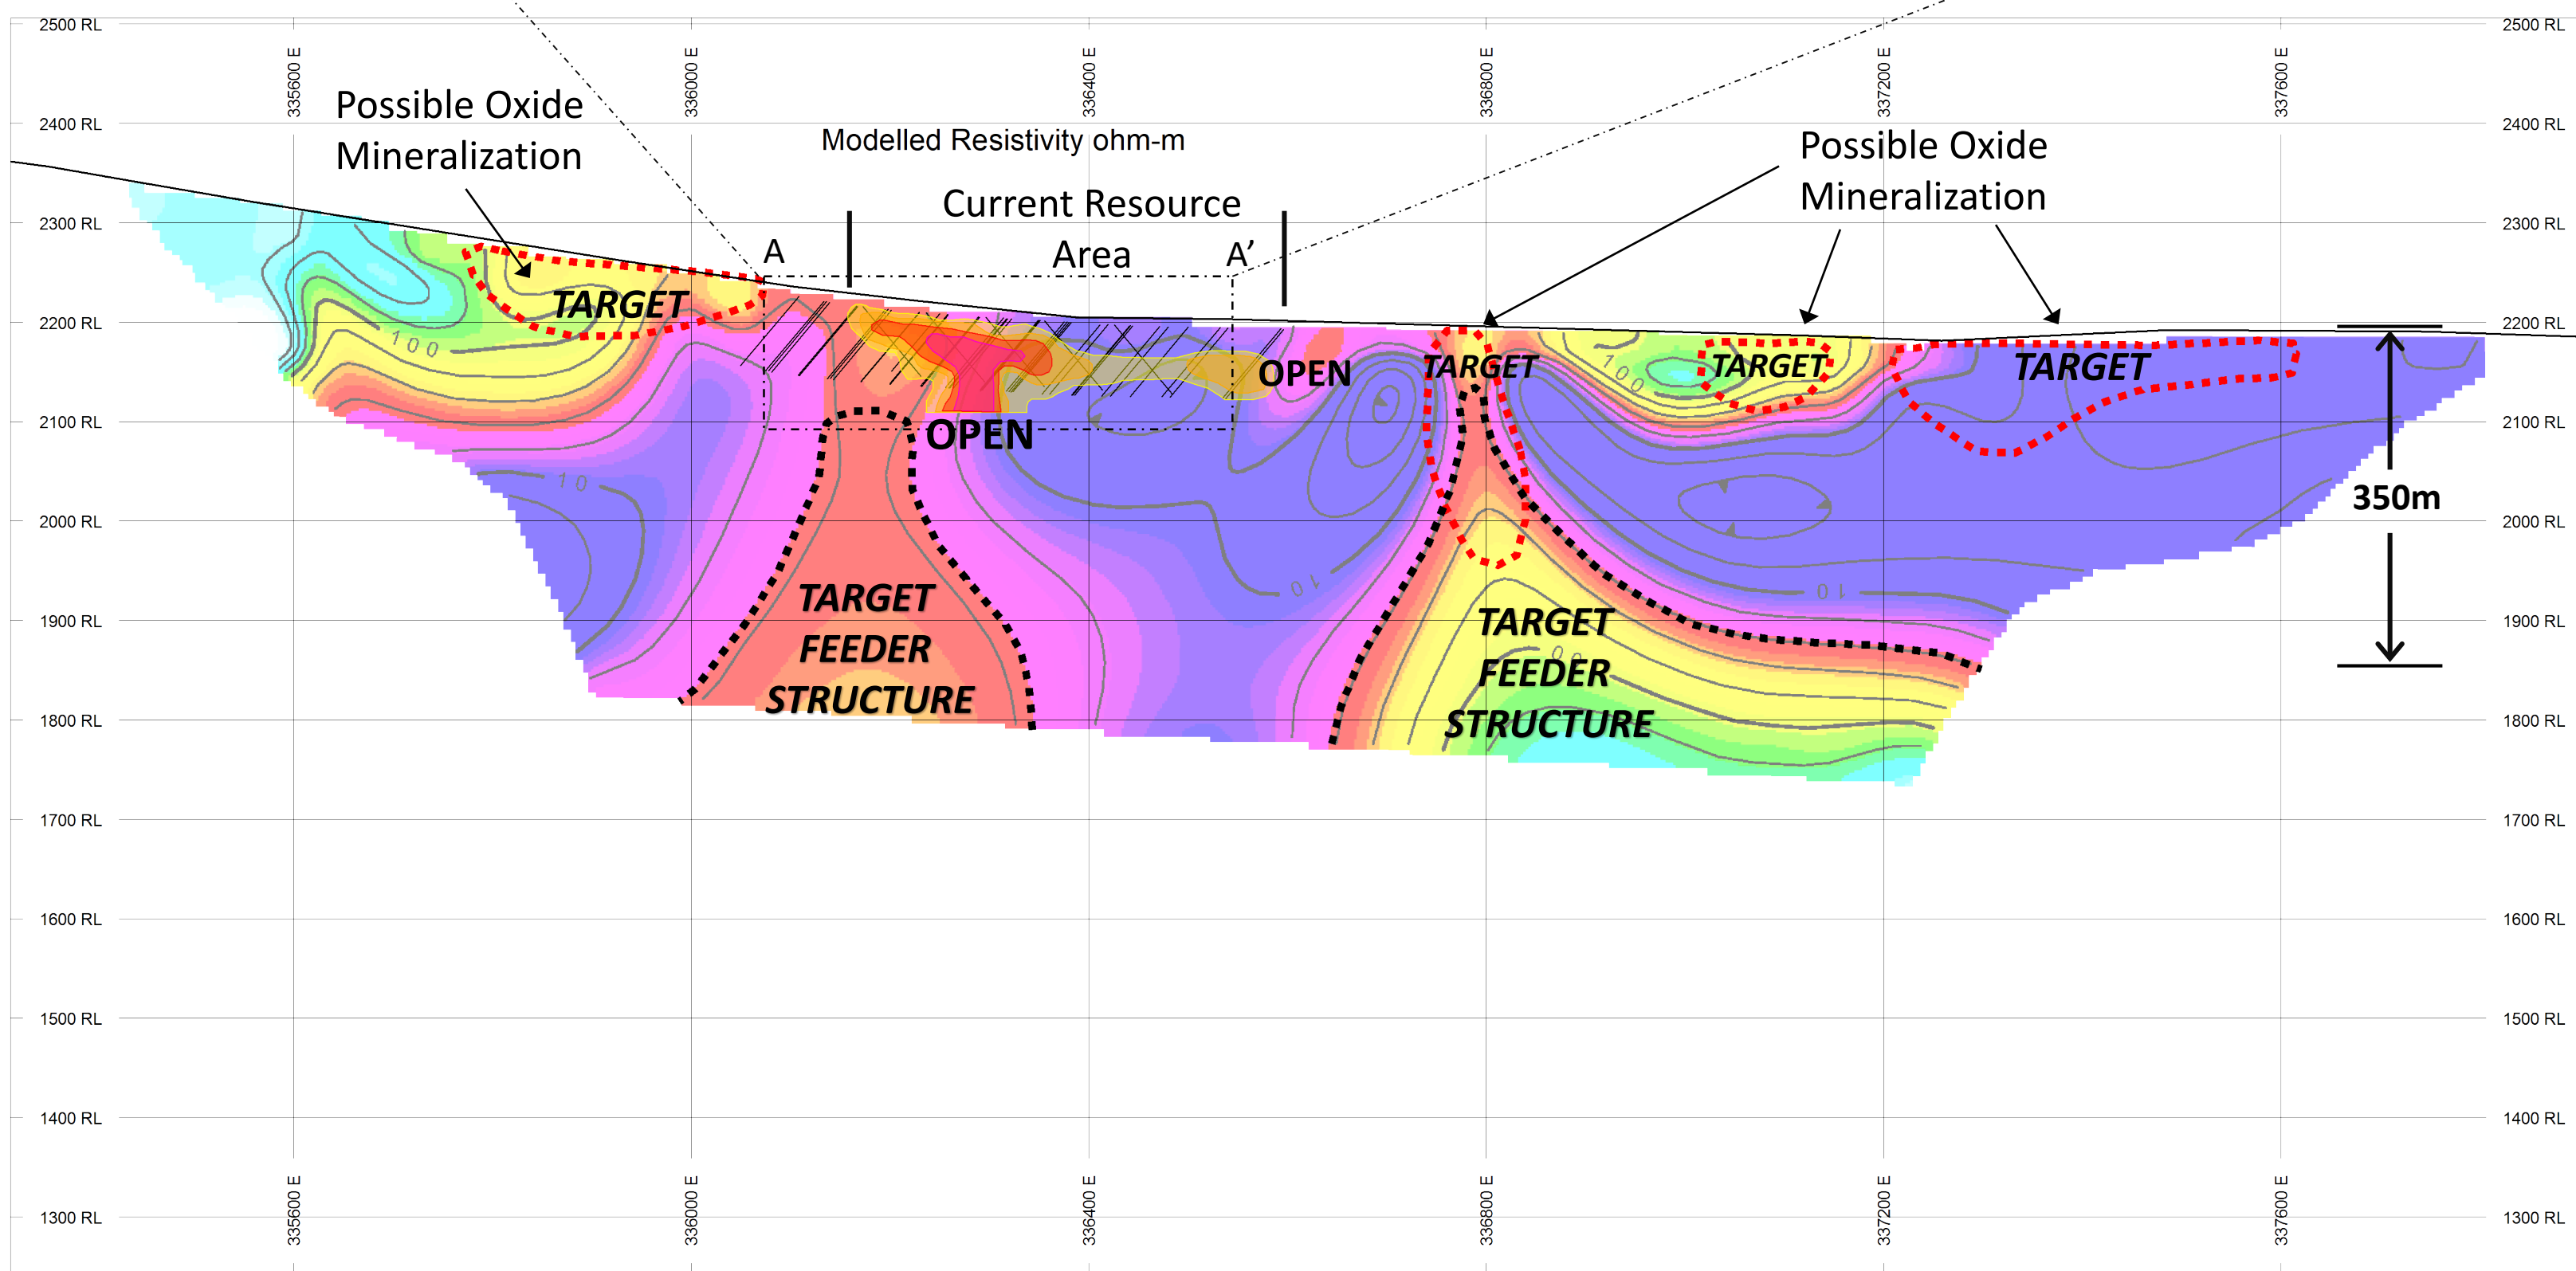 2500 RL
2500 RL
335600 E
336000 E
336400 E
336800 E
337200 E
337600 E
Possible Oxide
Mineralization
2400 RL
2400 RL
Modelled Resistivity ohm-m
Possible Oxide
Mineralization
Current Resource
Area
A
A’
2300 RL
2300 RL
TARGET
2200 RL
2200 RL
100
OPEN
TARGET
100
TARGET
TARGET
2100 RL
2100 RL
OPEN
10
350m
2000 RL
2000 RL
10
10
TARGET
FEEDER
STRUCTURE
TARGET
FEEDER
STRUCTURE
00
1900 RL
1900 RL
1800 RL
1800 RL
1700 RL
1700 RL
1600 RL
1600 RL
1500 RL
1500 RL
1400 RL
1400 RL
335600 E
336000 E
336400 E
336800 E
337200 E
337600 E
1300 RL
1300 RL